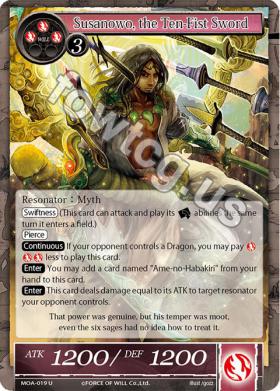 Susanowo, the Ten-Fist Sword
WILL
3
Resonator : Myth
Swiftness (This card can attack and play its abilities the same
turn it enters a field.)
Pierce
Continuous If your opponent controls a Dragon, you may pay
less to play this card.
Enter You may add a card named "Ame-no-Habakiri" from your
hand to this card.
Enter This card deals damage equal to its ATK to target resonator
your opponent controls.
That power was genuine, but his temper was moot,
even the six sages had no idea how to treat it.
ATK 1200/ DEF 1200
MOA-019 U
©FORCE OF WILL Co.,Ltd.
rowtcg.us